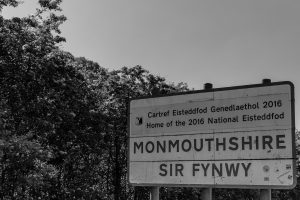 Cartref Eisteddfod Genedlaethol 2016
Home of the 2016 National Eisteddfod
MONMOUTHSHIRE
SIR FYNWY